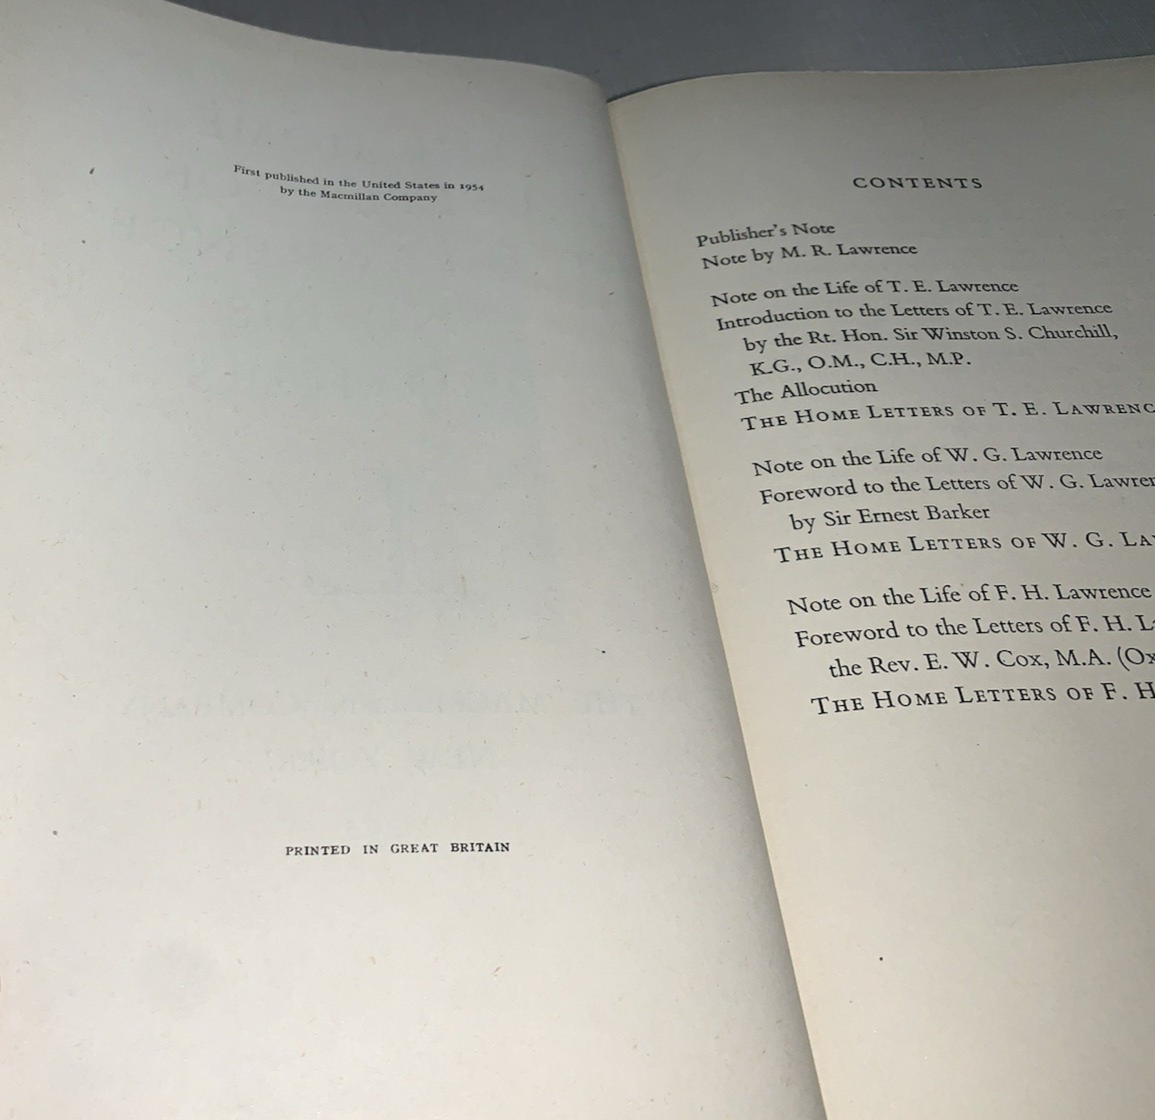 First published in the United States in 1954
by the Macmillan Company
PRINTED IN GREAT BRITAIN
CONTENTS
Publisher's Note
Note by M. R. Lawrence
Note on the Life of T. E. Lawrence
Introduction to the Letters of T. E. Lawrence
by the Rt. Hon. Sir Winston S. Churchill,
K.G., O.M., C.H., M.P.
The Allocution
THE HOME LETTERS OF T. E. LAWRENC
Note on the Life of W. G. Lawrence
Foreword to the Letters of W. G. Lawren
by Sir Ernest Barker
THE HOME LETTERS OF W. G. LA
Note on the Life of F. H. Lawrence
Foreword to the Letters of F. H. L
the Rev. E. W. Cox, M.A. (Ox
THE HOME LETTERS OF F. H